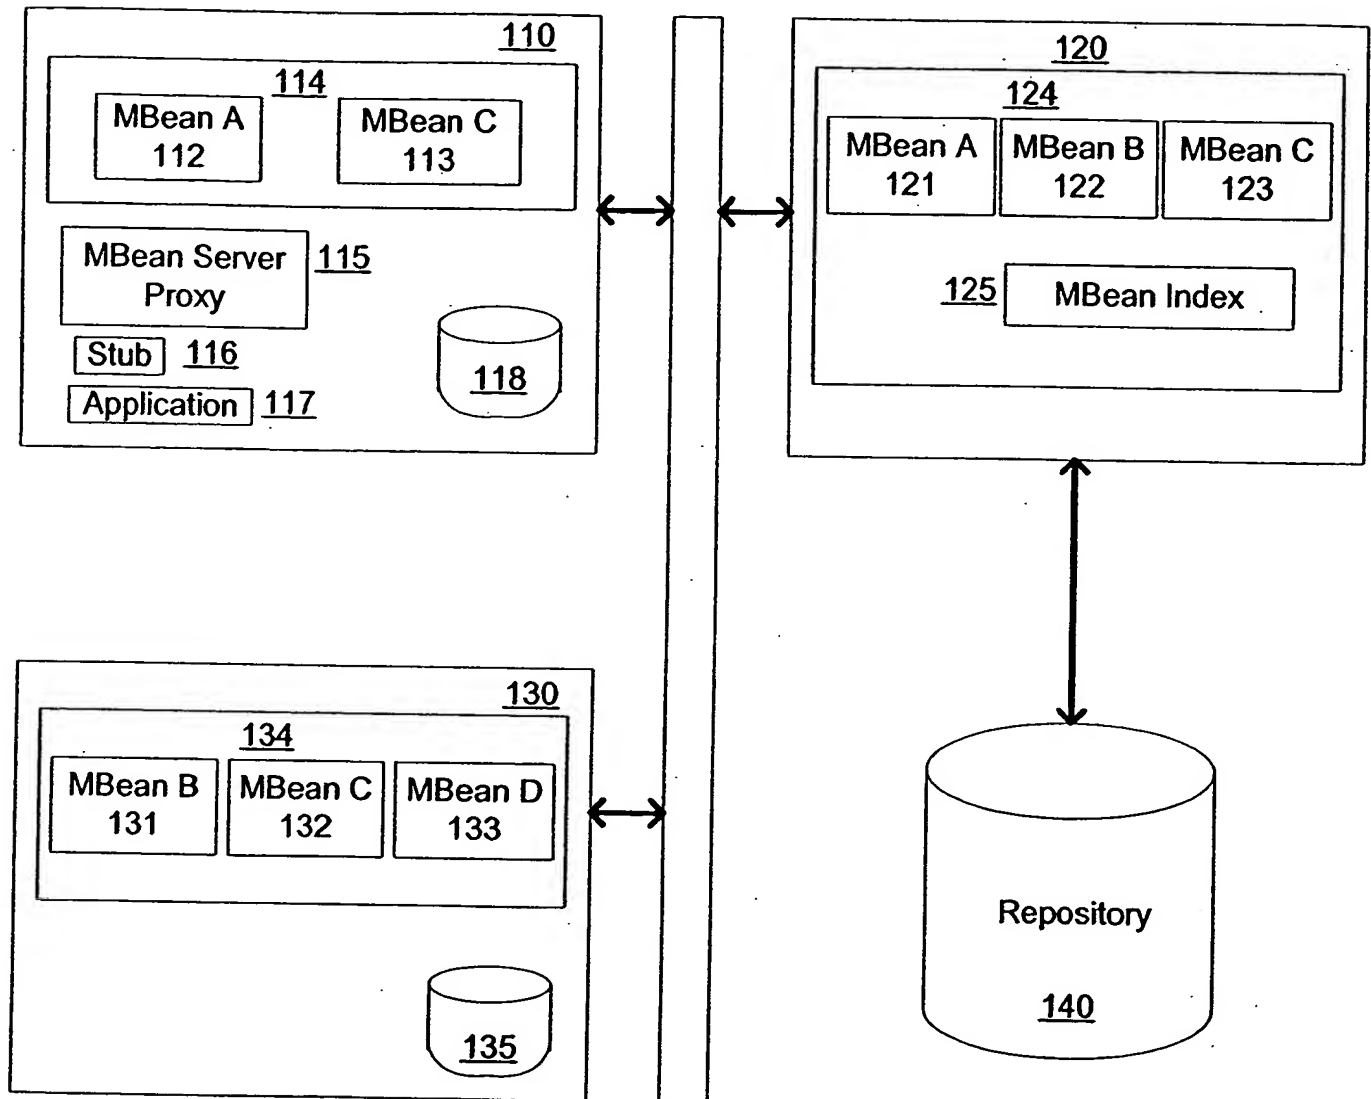 110
114
MBean A
112
MBean C
113
MBean Server
Proxy
115
Stub
116
Application
117
118
120
124
MBean A
121
MBean B
122
MBean C
123
125
MBean Index
130
134
MBean B
131
MBean C
132
MBean D
133
135
Repository
140